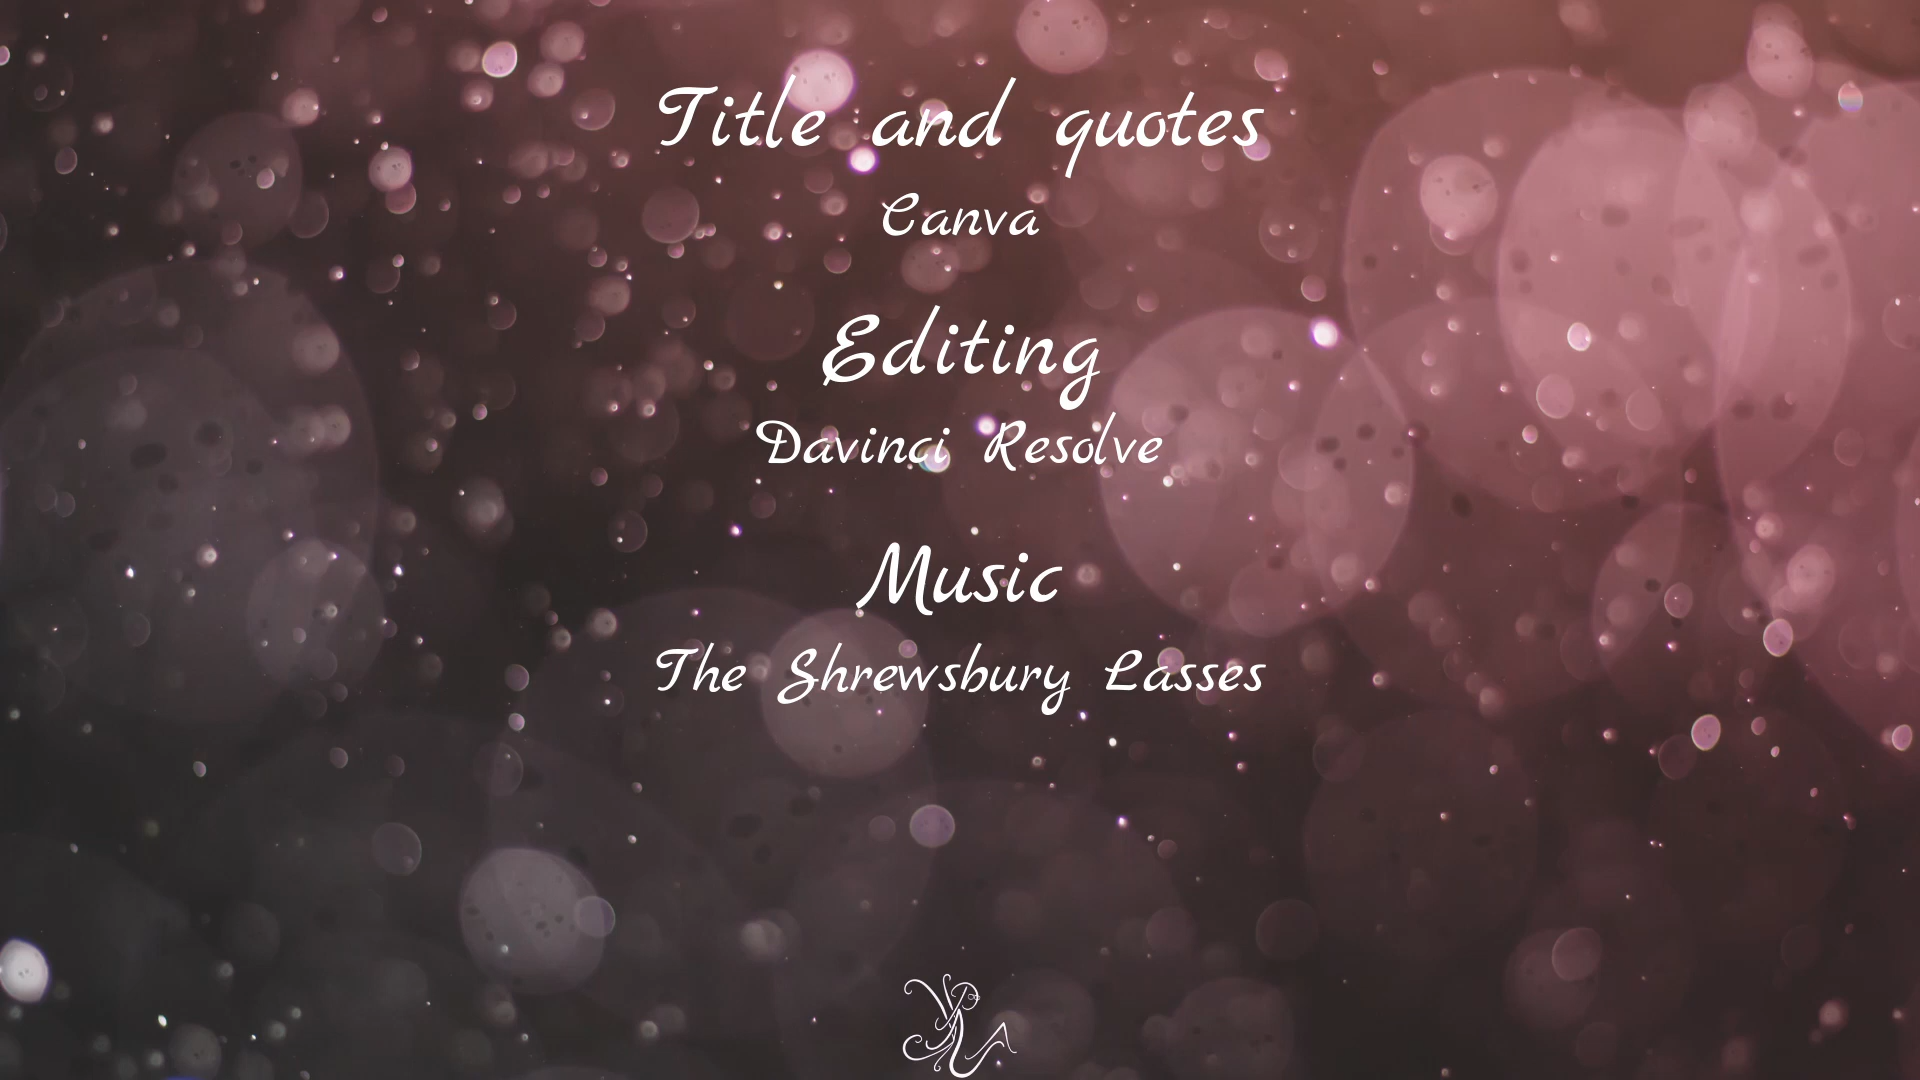 Title and quotes
Canva
Editing
Davinci Resolve
Music
The Shrewsbury Lasses